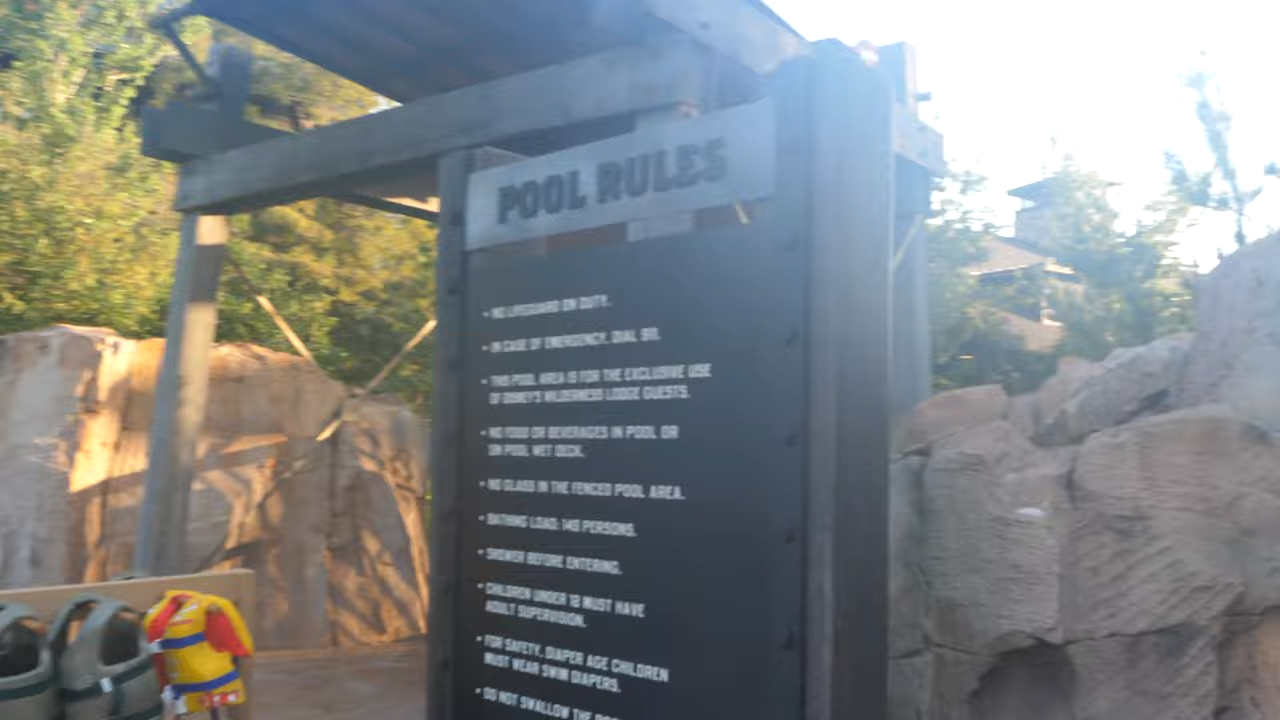 POOL RULES
• NO LIFEGUARD ON DUTY.
• IN CASE OF EMERGENCY, DIAL 911.
• THIS POOL AREA IS FOR THE EXCLUSIVE USE
OF DISNEY'S WILDERNESS LODGE GUESTS.
• NO FOOD OR BEVERAGES IN POOL OR
ON POOL WET DECK.
• NO GLASS IN THE FENCED POOL AREA.
• BATHING LOAD: 149 PERSONS.
• SHOWER BEFORE ENTERING.
• CHILDREN UNDER 12 MUST HAVE
ADULT SUPERVISION.
• FOR SAFETY, DIAPER AGE CHILDREN
MUST WEAR SWIM DIAPERS.
• DO NOT SWALLOW THE